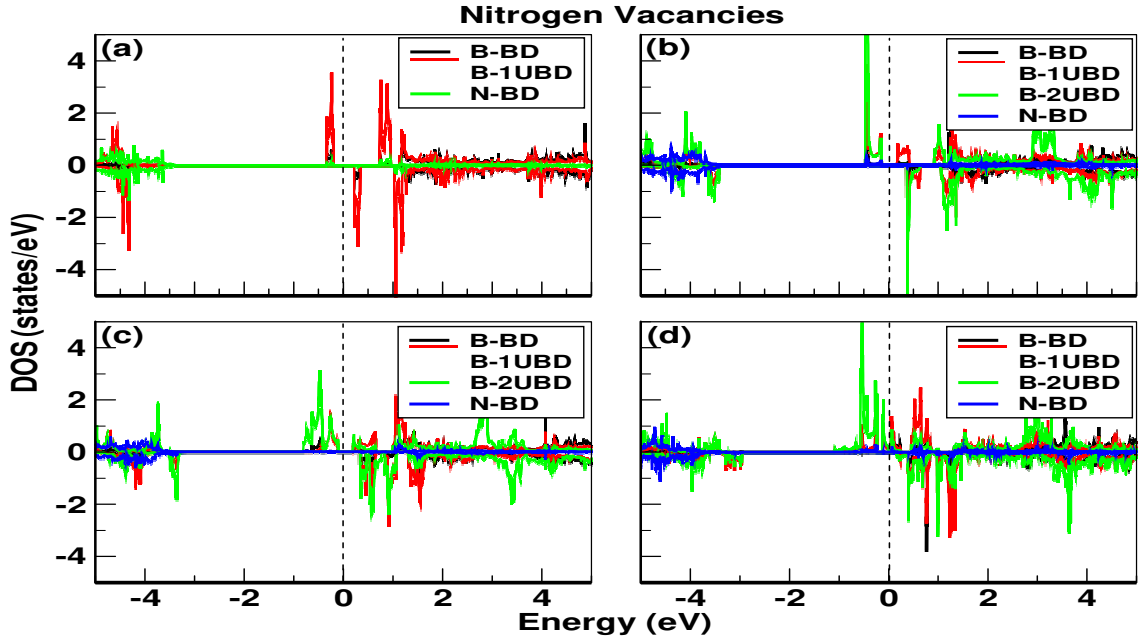 Nitrogen Vacancies
(a)
B-BD
B-1UBD
N-BD
(b)
B-BD
B-1UBD
B-2UBD
N-BD
4
2
0
-2
-4
DOS (states/eV)
(c)
B-BD
B-1UBD
B-2UBD
N-BD
(d)
B-BD
B-1UBD
B-2UBD
N-BD
4
2
0
-2
-4
-4 -2 0 2 4 -4 -2 0 2 4
Energy (eV)